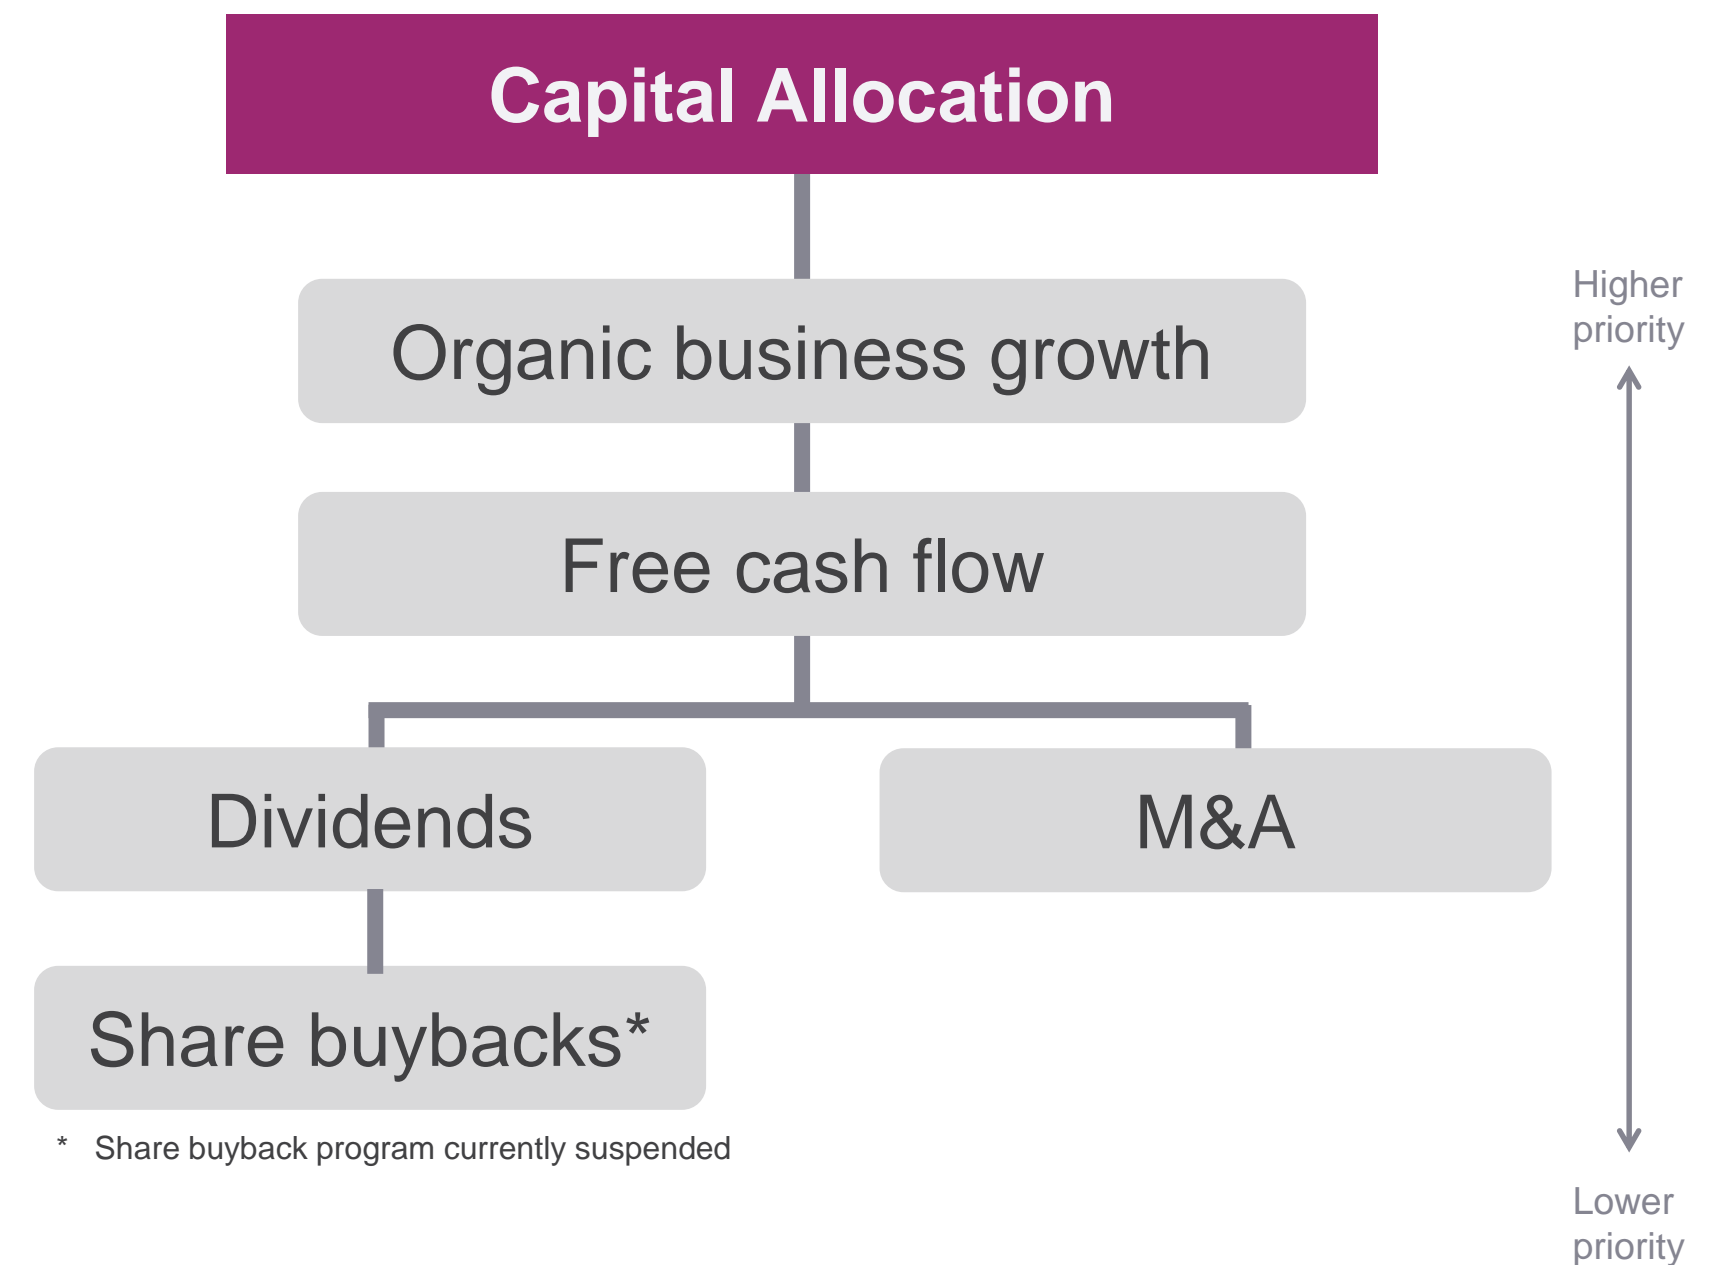 Capital Allocation
Organic business growth
Higher
priority
Free cash flow
Dividends
M&A
Share buybacks*
* Share buyback program currently suspended
Lower
priority